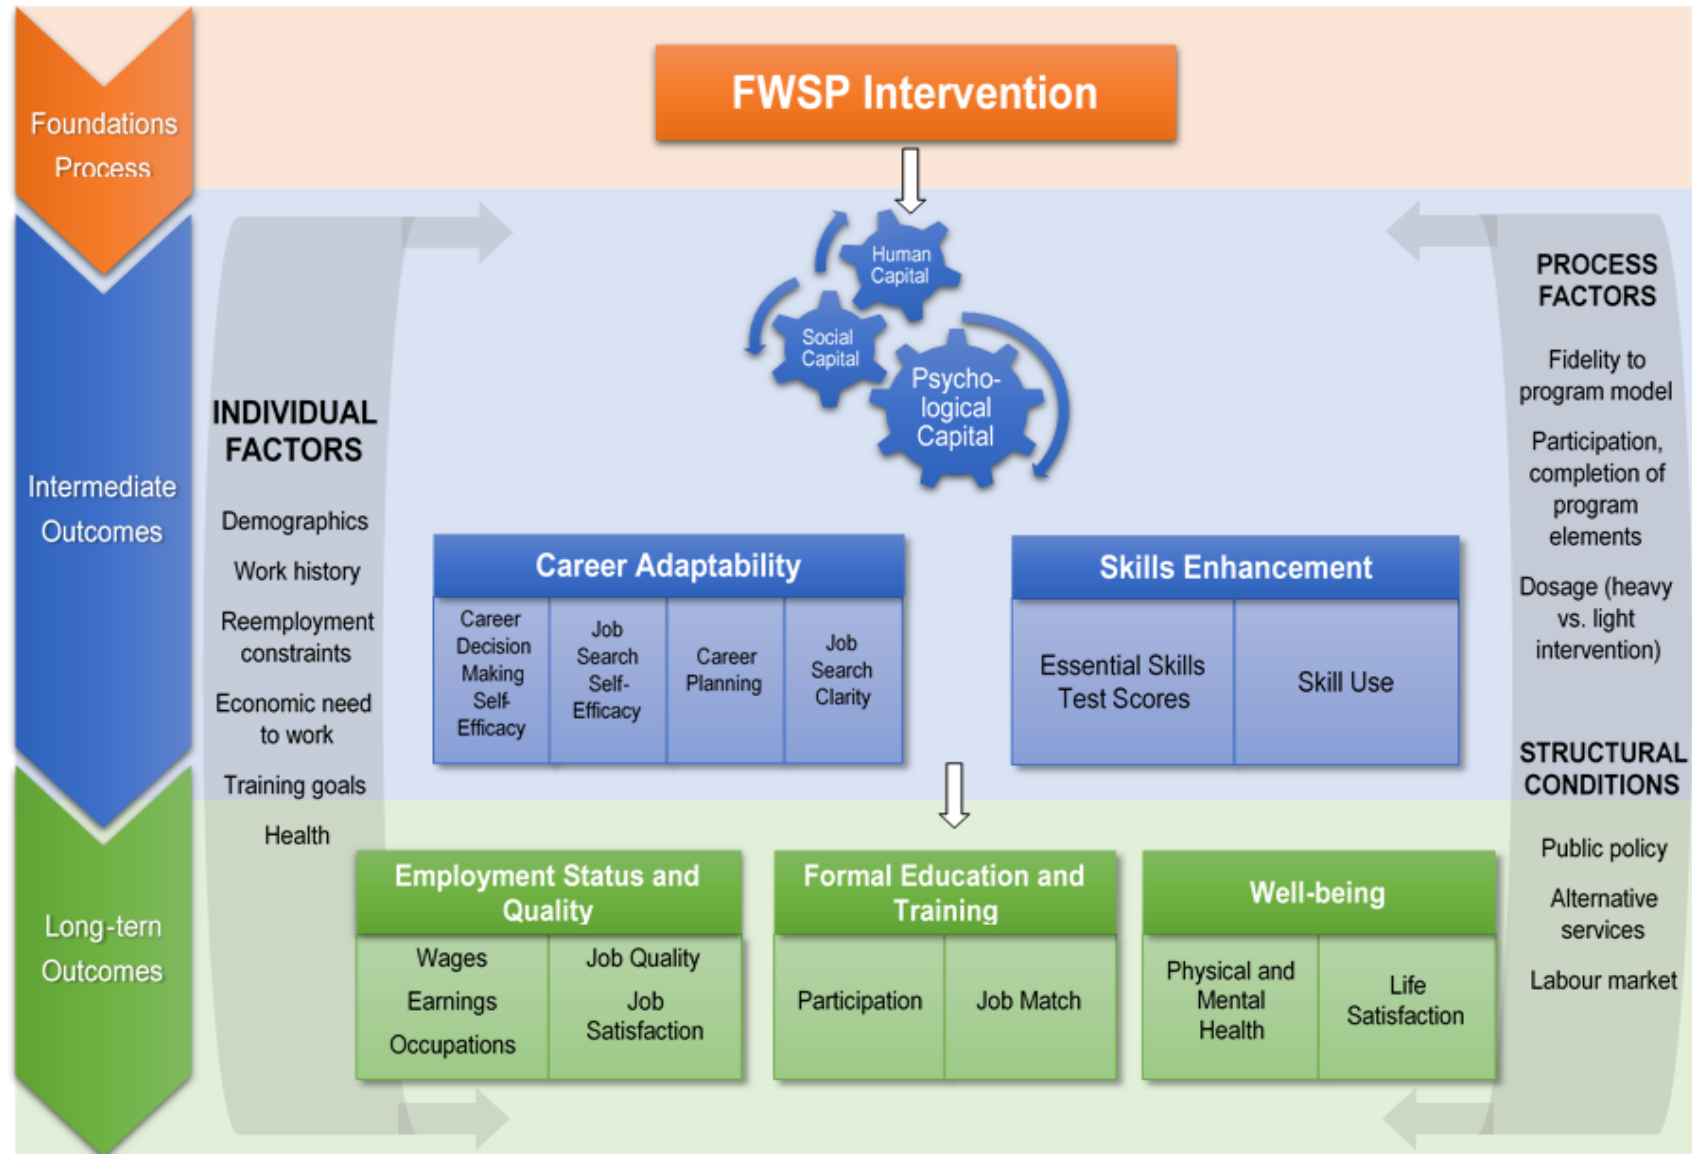 Foundations
Process
FWSP Intervention
Human
Capital
Social
Capital
Psycho-
logical
Capital
Intermediate
Outcomes
INDIVIDUAL
FACTORS
Demographics
Work history
Reemployment
constraints
Economic need
to work
Training goals
Health
PROCESS
FACTORS
Fidelity to
program model
Participation,
completion of
program
elements
Dosage (heavy
vs. light
intervention)
STRUCTURAL
CONDITIONS
Public policy
Alternative
services
Labour market
Career Adaptability
Career
Decision
Making
Self-
Efficacy
Job
Search
Self-
Efficacy
Career
Planning
Job
Search
Clarity
Skills Enhancement
Essential Skills
Test Scores
Skill Use
Long-tern
Outcomes
Employment Status and
Quality
Wages
Earnings
Occupations
Job Quality
Job
Satisfaction
Formal Education and
Training
Participation
Job Match
Well-being
Physical and
Mental
Health
Life
Satisfaction